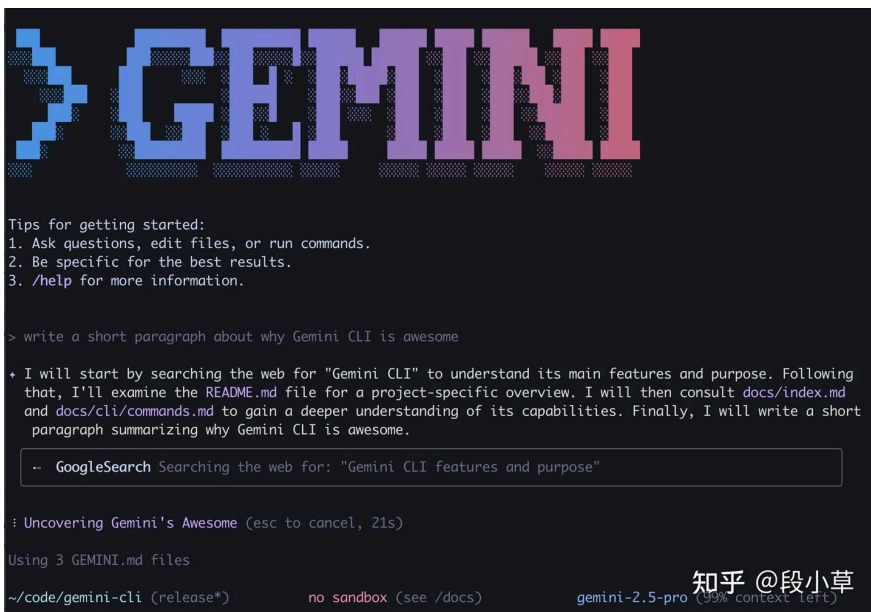 > GEMINI
Tips for getting started:
1. Ask questions, edit files, or run commands.
2. Be specific for the best results.
3. /help for more information.
> write a short paragraph about why Gemini CLI is awesome
✦ I will start by searching the web for "Gemini CLI" to understand its main features and purpose. Following
that, I'll examine the README.md file for a project-specific overview. I will then consult docs/index.md
and docs/cli/commands.md to gain a deeper understanding of its capabilities. Finally, I will write a short
paragraph summarizing why Gemini CLI is awesome.
← GoogleSearch Searching the web for: "Gemini CLI features and purpose"
⠸ Uncovering Gemini's Awesome (esc to cancel, 21s)
Using 3 GEMINI.md files
~/code/gemini-cli (release*) no sandbox (see /docs) gemini-2.5-pro (99% context left)
知乎 @段小草